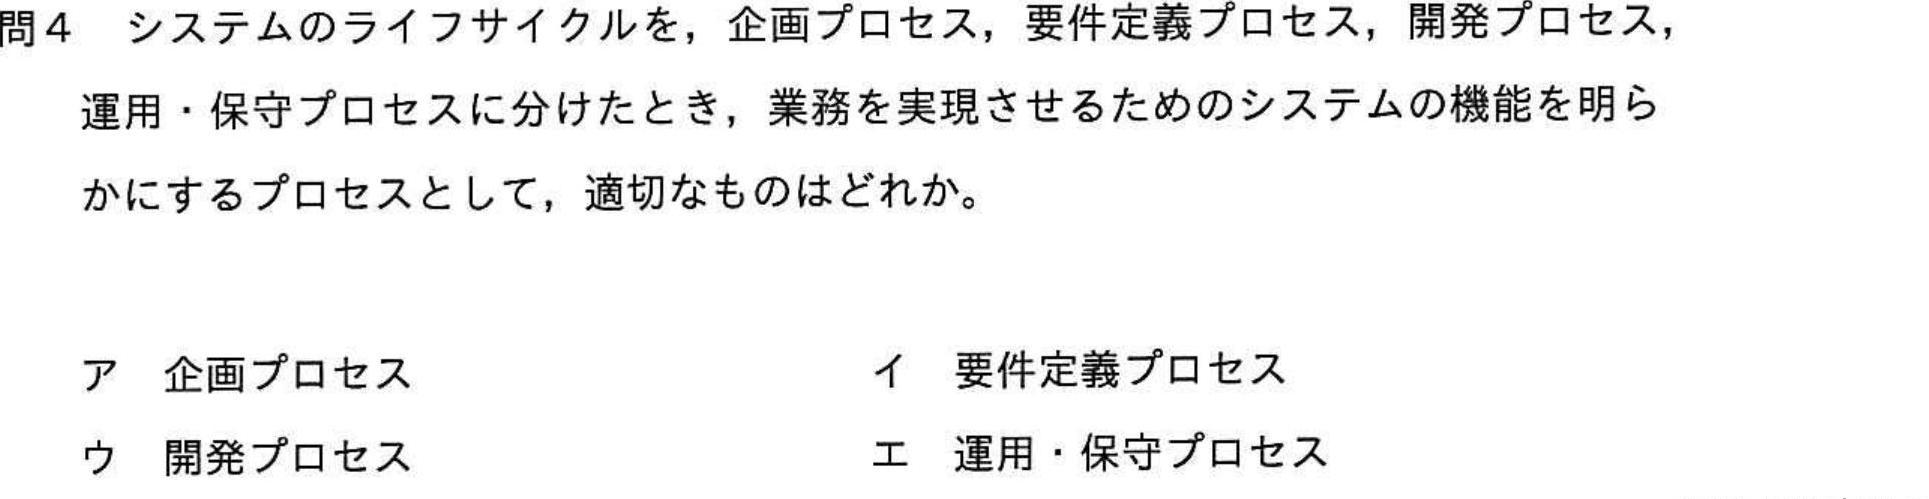 問４　システムのライフサイクルを，企画プロセス，要件定義プロセス，開発プロセス，
運用・保守プロセスに分けたとき，業務を実現させるためのシステムの機能を明ら
かにするプロセスとして，適切なものはどれか。
ア　企画プロセス　イ　要件定義プロセス
ウ　開発プロセス　エ　運用・保守プロセス